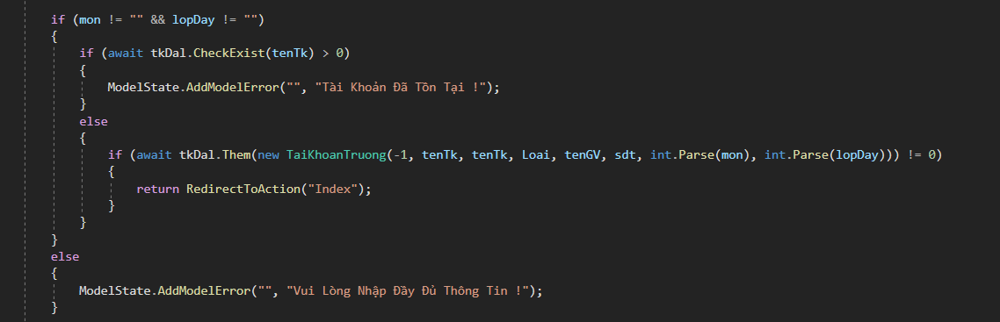 if (mon != "" && lopDay != "")
{
if (await tkDal.CheckExist(tenTk) > 0)
{
ModelState.AddModelError("", "Tài Khoản Đã Tồn Tại !");
}
else
{
if (await tkDal.Them(new TaiKhoanTruong(-1, tenTk, tenTk, Loai, tenGV, sdt, int.Parse(mon), int.Parse(lopDay))) != 0)
{
return RedirectToAction("Index");
}
}
}
else
{
ModelState.AddModelError("", "Vui Lòng Nhập Đầy Đủ Thông Tin !");
}